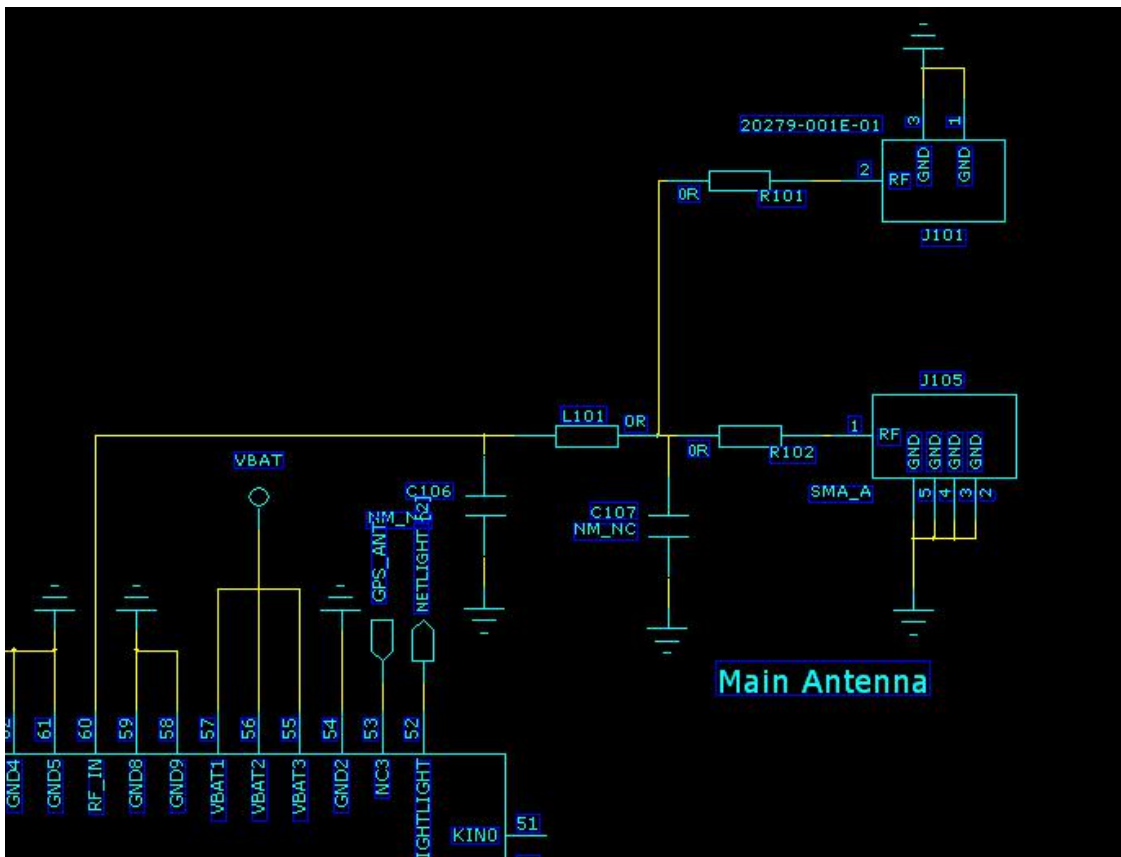 20279-001E-01
3
1
GND
GND
2
RF
0R
R101
J101
J105
L101
0R
1
RF
0R
R102
GND
GND
GND
GND
SMA_A
5
4
3
2
VBAT
C106
C107
NM_NC
GPS_ANT
NETLIGHT
Main Antenna
61
60
59
58
57
56
55
54
53
52
GND4
GND5
RF_IN
GND8
GND9
VBAT1
VBAT2
VBAT3
GND2
NC3
51
KIN0